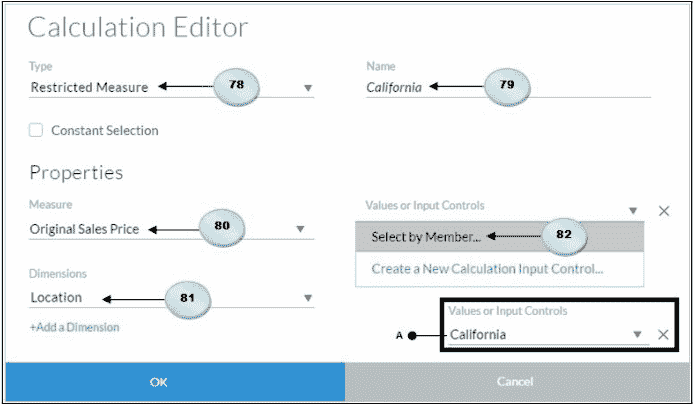 Calculation Editor
Type
Name
Restricted Measure
78
California
79
Constant Selection
Properties
Measure
Values or Input Controls
Original Sales Price
80
Select by Member...
82
Create a New Calculation Input Control...
Dimensions
Location
81
Values or Input Controls
+Add a Dimension
A
California
OK
Cancel